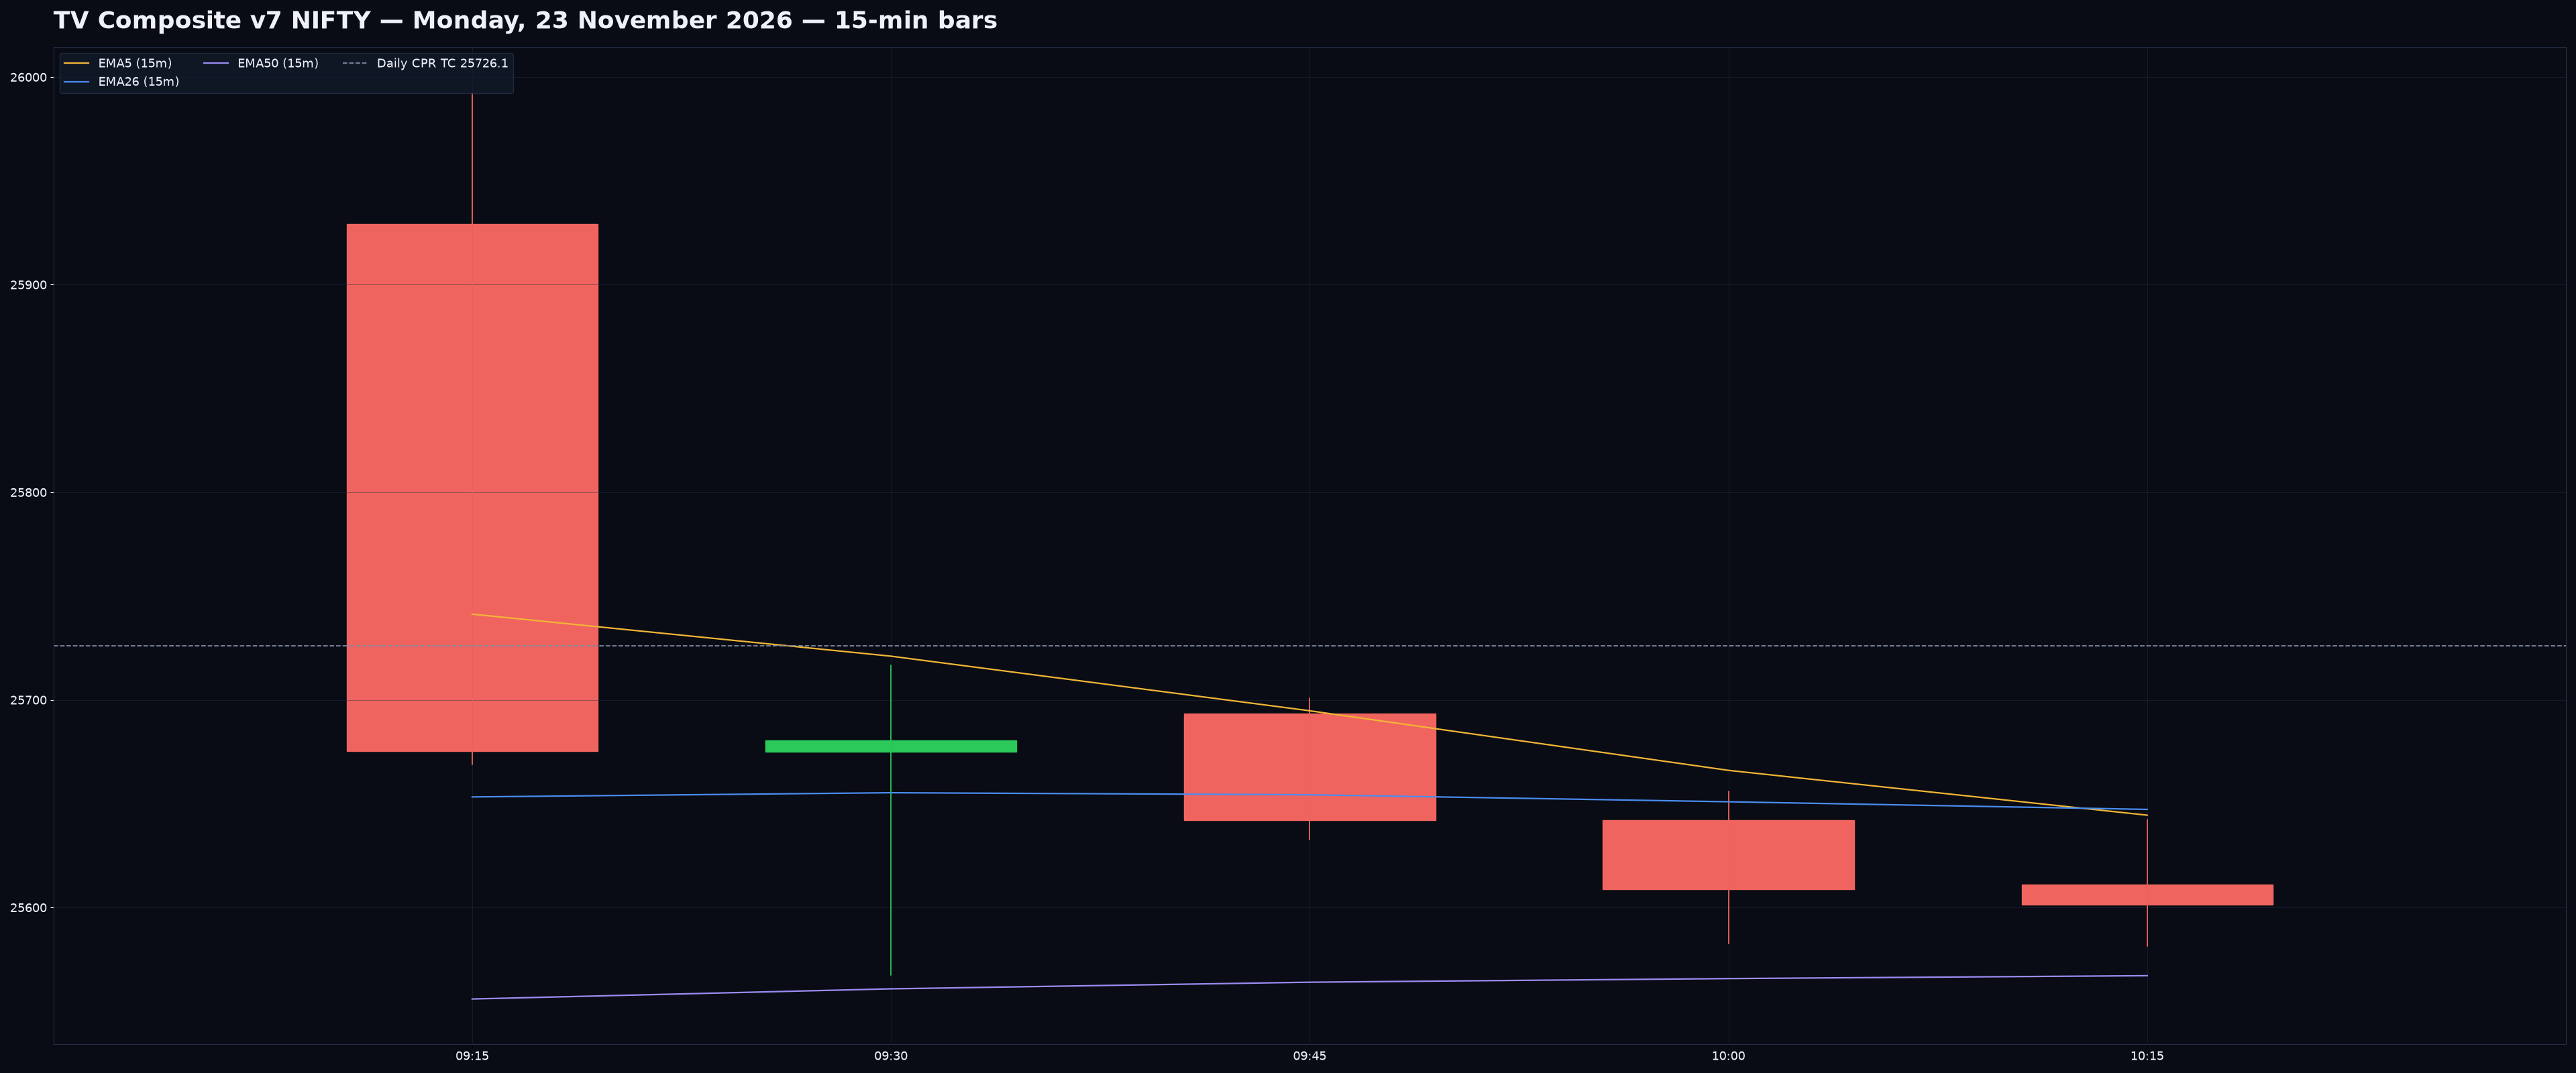 TV Composite v7 NIFTY — Monday, 23 November 2026 — 15-min bars
EMA5 (15m) EMA50 (15m) Daily CPR TC 25726.1
EMA26 (15m)
26000
25900
25800
25700
25600
09:15 09:30 09:45 10:00 10:15